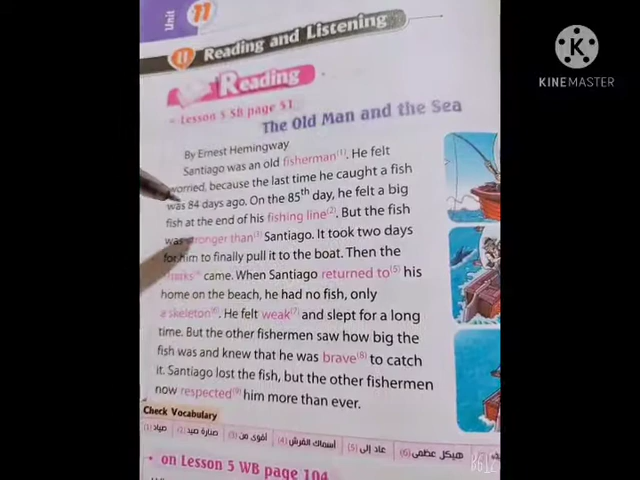 Unit 11
11 Reading and Listening
Reading
Lesson 5 SB page 51
The Old Man and the Sea
By Ernest Hemingway
Santiago was an old fisherman(1). He felt
worried, because the last time he caught a fish
was 84 days ago. On the 85th day, he felt a big
fish at the end of his fishing line(2). But the fish
was stronger than(3) Santiago. It took two days
for him to finally pull it to the boat. Then the
sharks(4) came. When Santiago returned to(5) his
home on the beach, he had no fish, only
a skeleton(6). He felt weak(7) and slept for a long
time. But the other fishermen saw how big the
fish was and knew that he was brave(8) to catch
it. Santiago lost the fish, but the other fishermen
now respected(9) him more than ever.
Check Vocabulary
(1) صياد (2) صنارة صيد (3) أقوى من (4) أسماك القرش (5) عاد إلى (6) هيكل عظمى
on Lesson 5 WB page 104
KINEMASTER